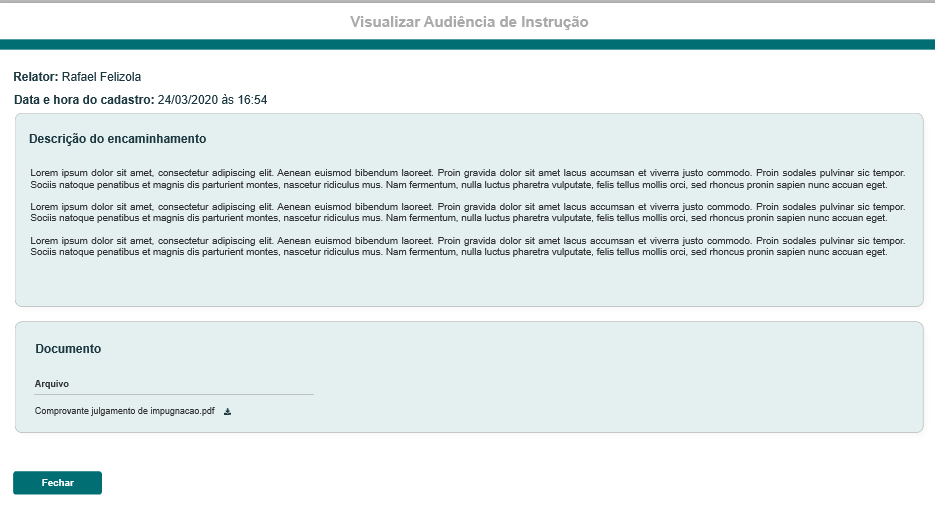 Visualizar Audiência de Instrução
Relator: Rafael Felizola
Data e hora do cadastro: 24/03/2020 às 16:54
Descrição do encaminhamento
Lorem ipsum dolor sit amet, consectetur adipiscing elit. Aenean euismod bibendum laoreet. Proin gravida dolor sit amet lacus accumsan et viverra justo commodo. Proin sodales pulvinar sic tempor.
Sociis natoque penatibus et magnis dis parturient montes, nascetur ridiculus mus. Nam fermentum, nulla luctus pharetra vulputate, felis tellus mollis orci, sed rhoncus pronin sapien nunc accuan eget.
Lorem ipsum dolor sit amet, consectetur adipiscing elit. Aenean euismod bibendum laoreet. Proin gravida dolor sit amet lacus accumsan et viverra justo commodo. Proin sodales pulvinar sic tempor.
Sociis natoque penatibus et magnis dis parturient montes, nascetur ridiculus mus. Nam fermentum, nulla luctus pharetra vulputate, felis tellus mollis orci, sed rhoncus pronin sapien nunc accuan eget.
Lorem ipsum dolor sit amet, consectetur adipiscing elit. Aenean euismod bibendum laoreet. Proin gravida dolor sit amet lacus accumsan et viverra justo commodo. Proin sodales pulvinar sic tempor.
Sociis natoque penatibus et magnis dis parturient montes, nascetur ridiculus mus. Nam fermentum, nulla luctus pharetra vulputate, felis tellus mollis orci, sed rhoncus pronin sapien nunc accuan eget.
Documento
Arquivo
Comprovante julgamento de impugnacao.pdf
Fechar